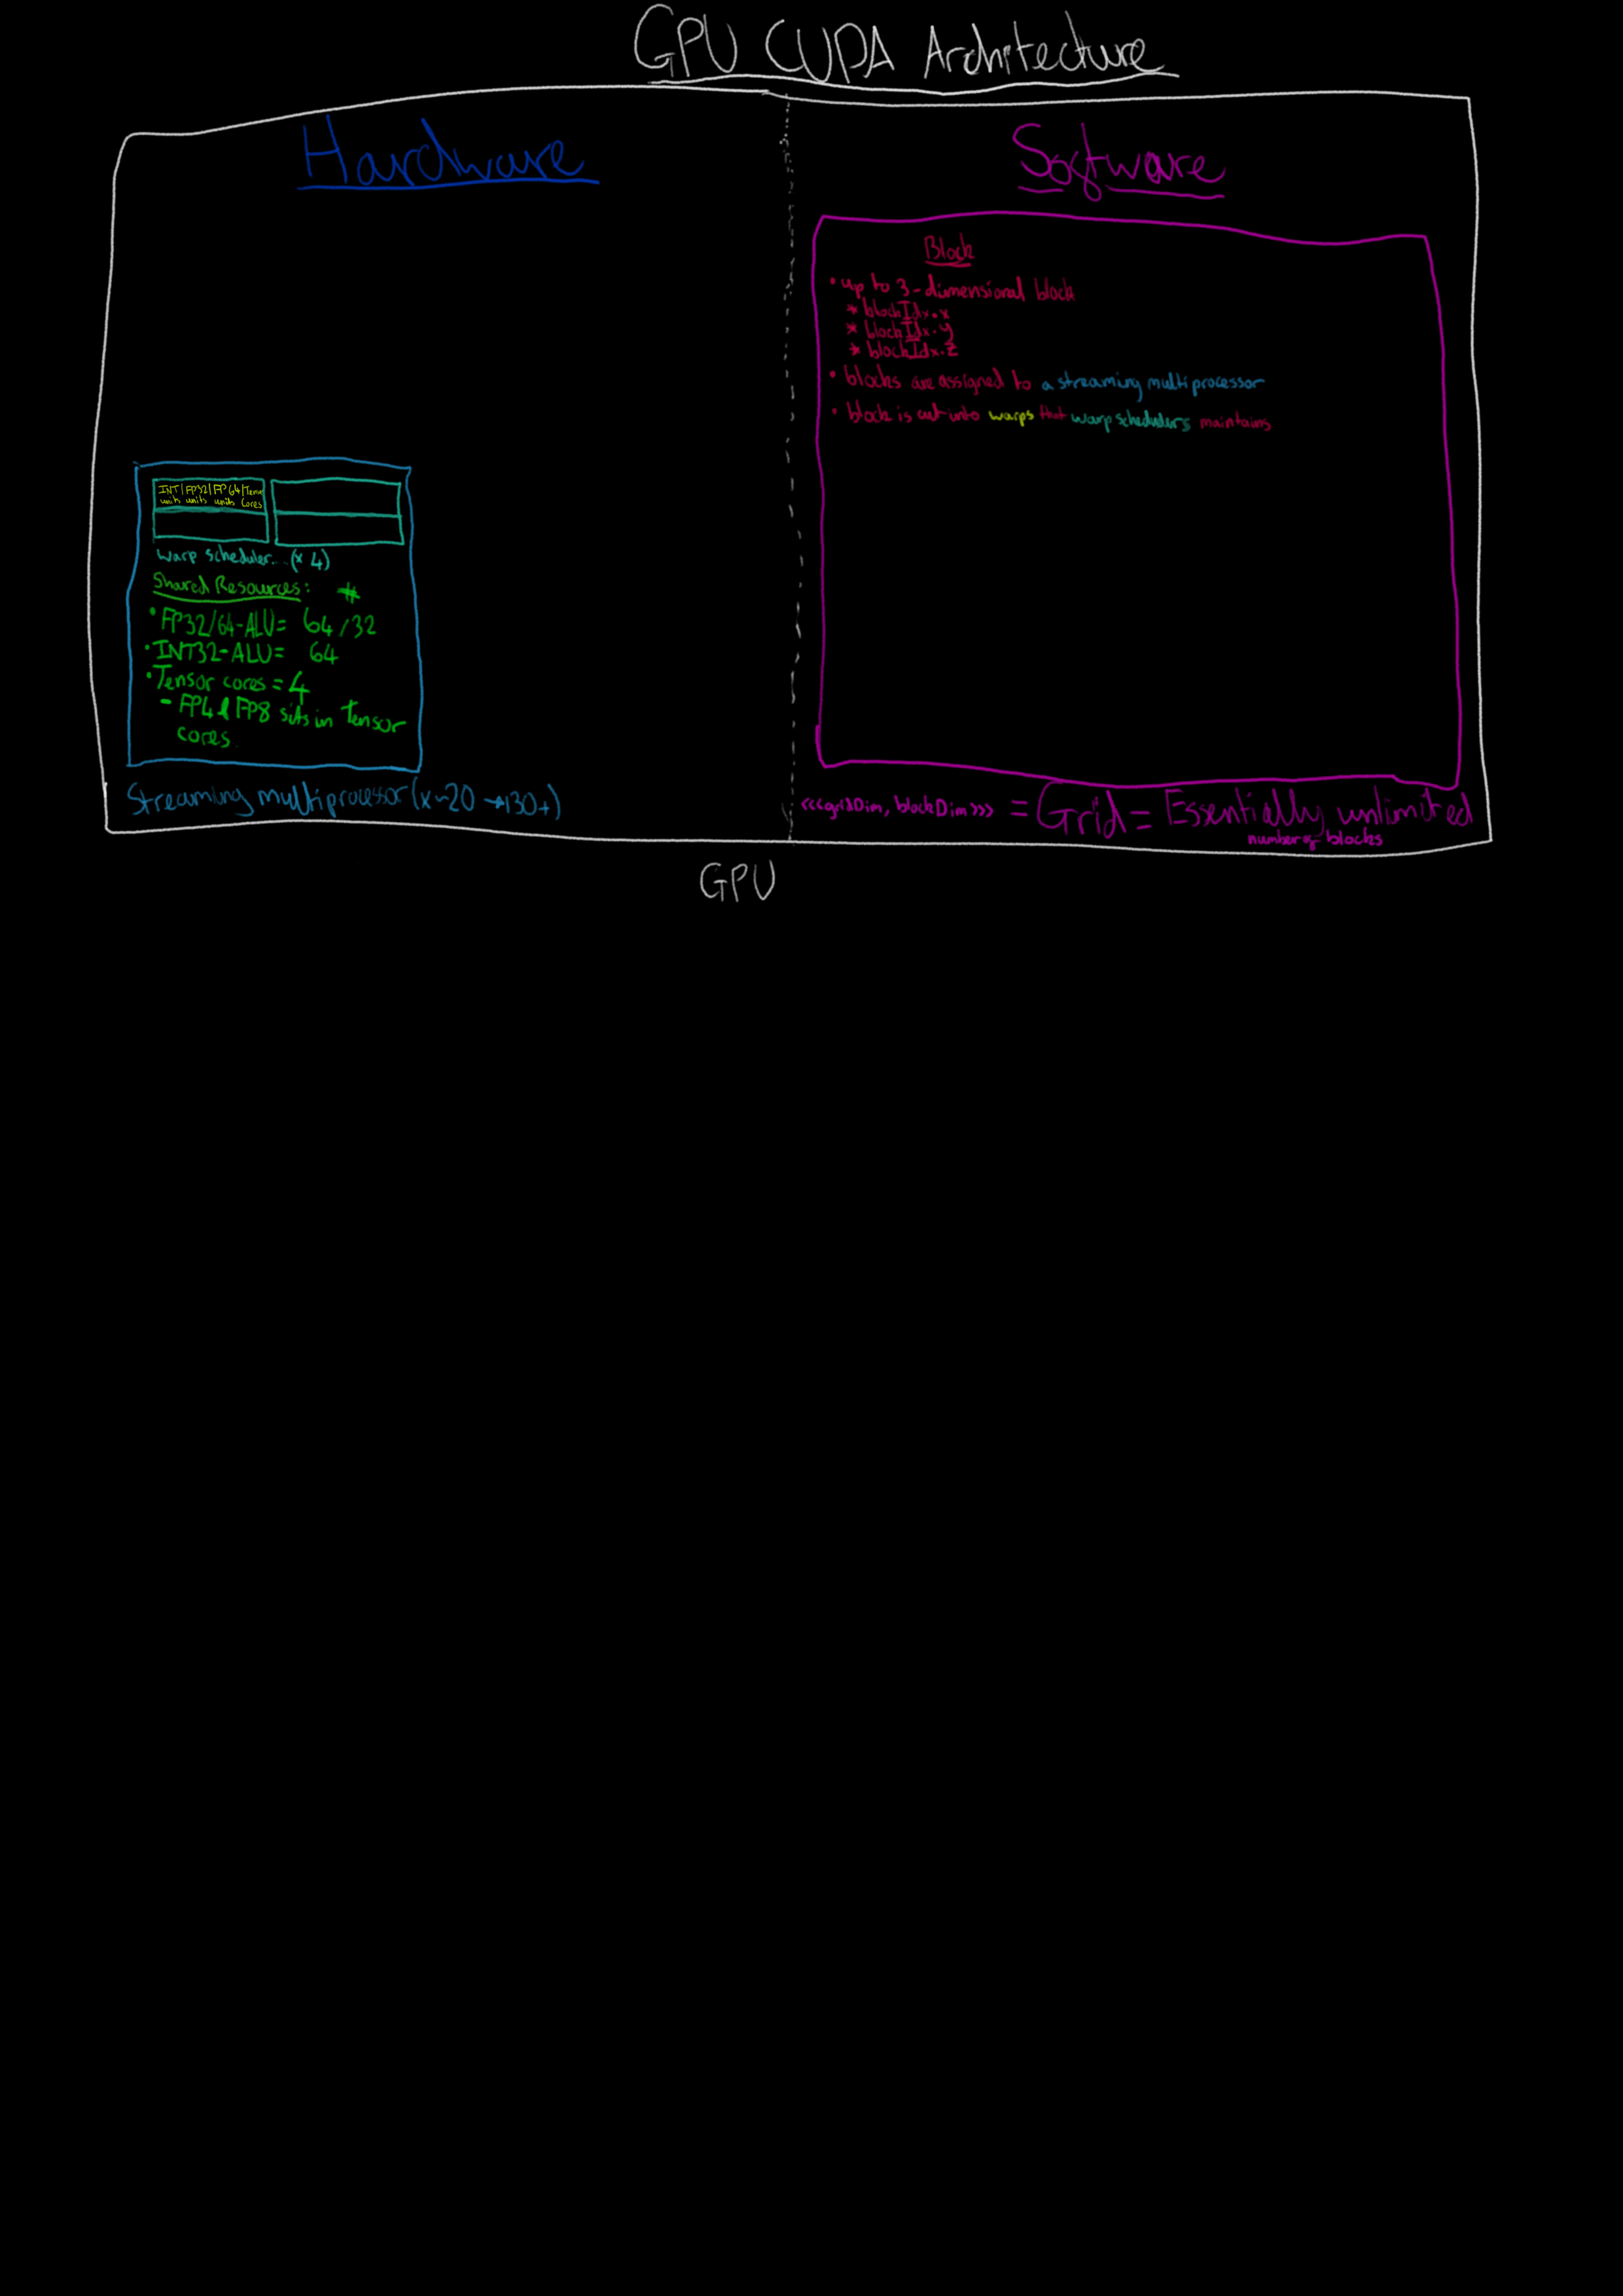 GPU CUDA Architecture
Hardware
INT/FP32/FP64/Tensor
units units units cores
warp scheduler... (x 4)
Shared Resources: #
• FP32/64-ALU= 64/32
• INT32-ALU= 64
• Tensor cores = 4
- FP4 & FP8 sits in Tensor
cores
Streaming multiprocessor (x ~20 → 130+)
Software
Block
• up to 3-dimensional block
* blockIdx.x
* blockIdx.y
* blockIdx.z
• blocks are assigned to a streaming multiprocessor
• block is cut into warps that warp schedulers maintains
<<<gridDim, blockDim>>> = Grid = Essentially unlimited
number of blocks
GPU